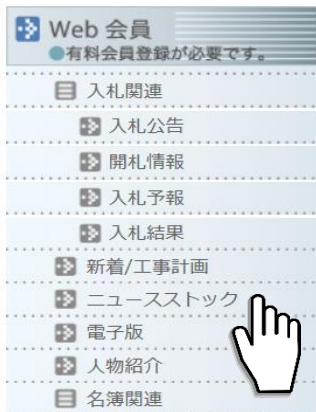 Web 会員
●有料会員登録が必要です。
入札関連
入札公告
開札情報
入札予報
入札結果
新着/工事計画
ニュースストック
電子版
人物紹介
名簿関連